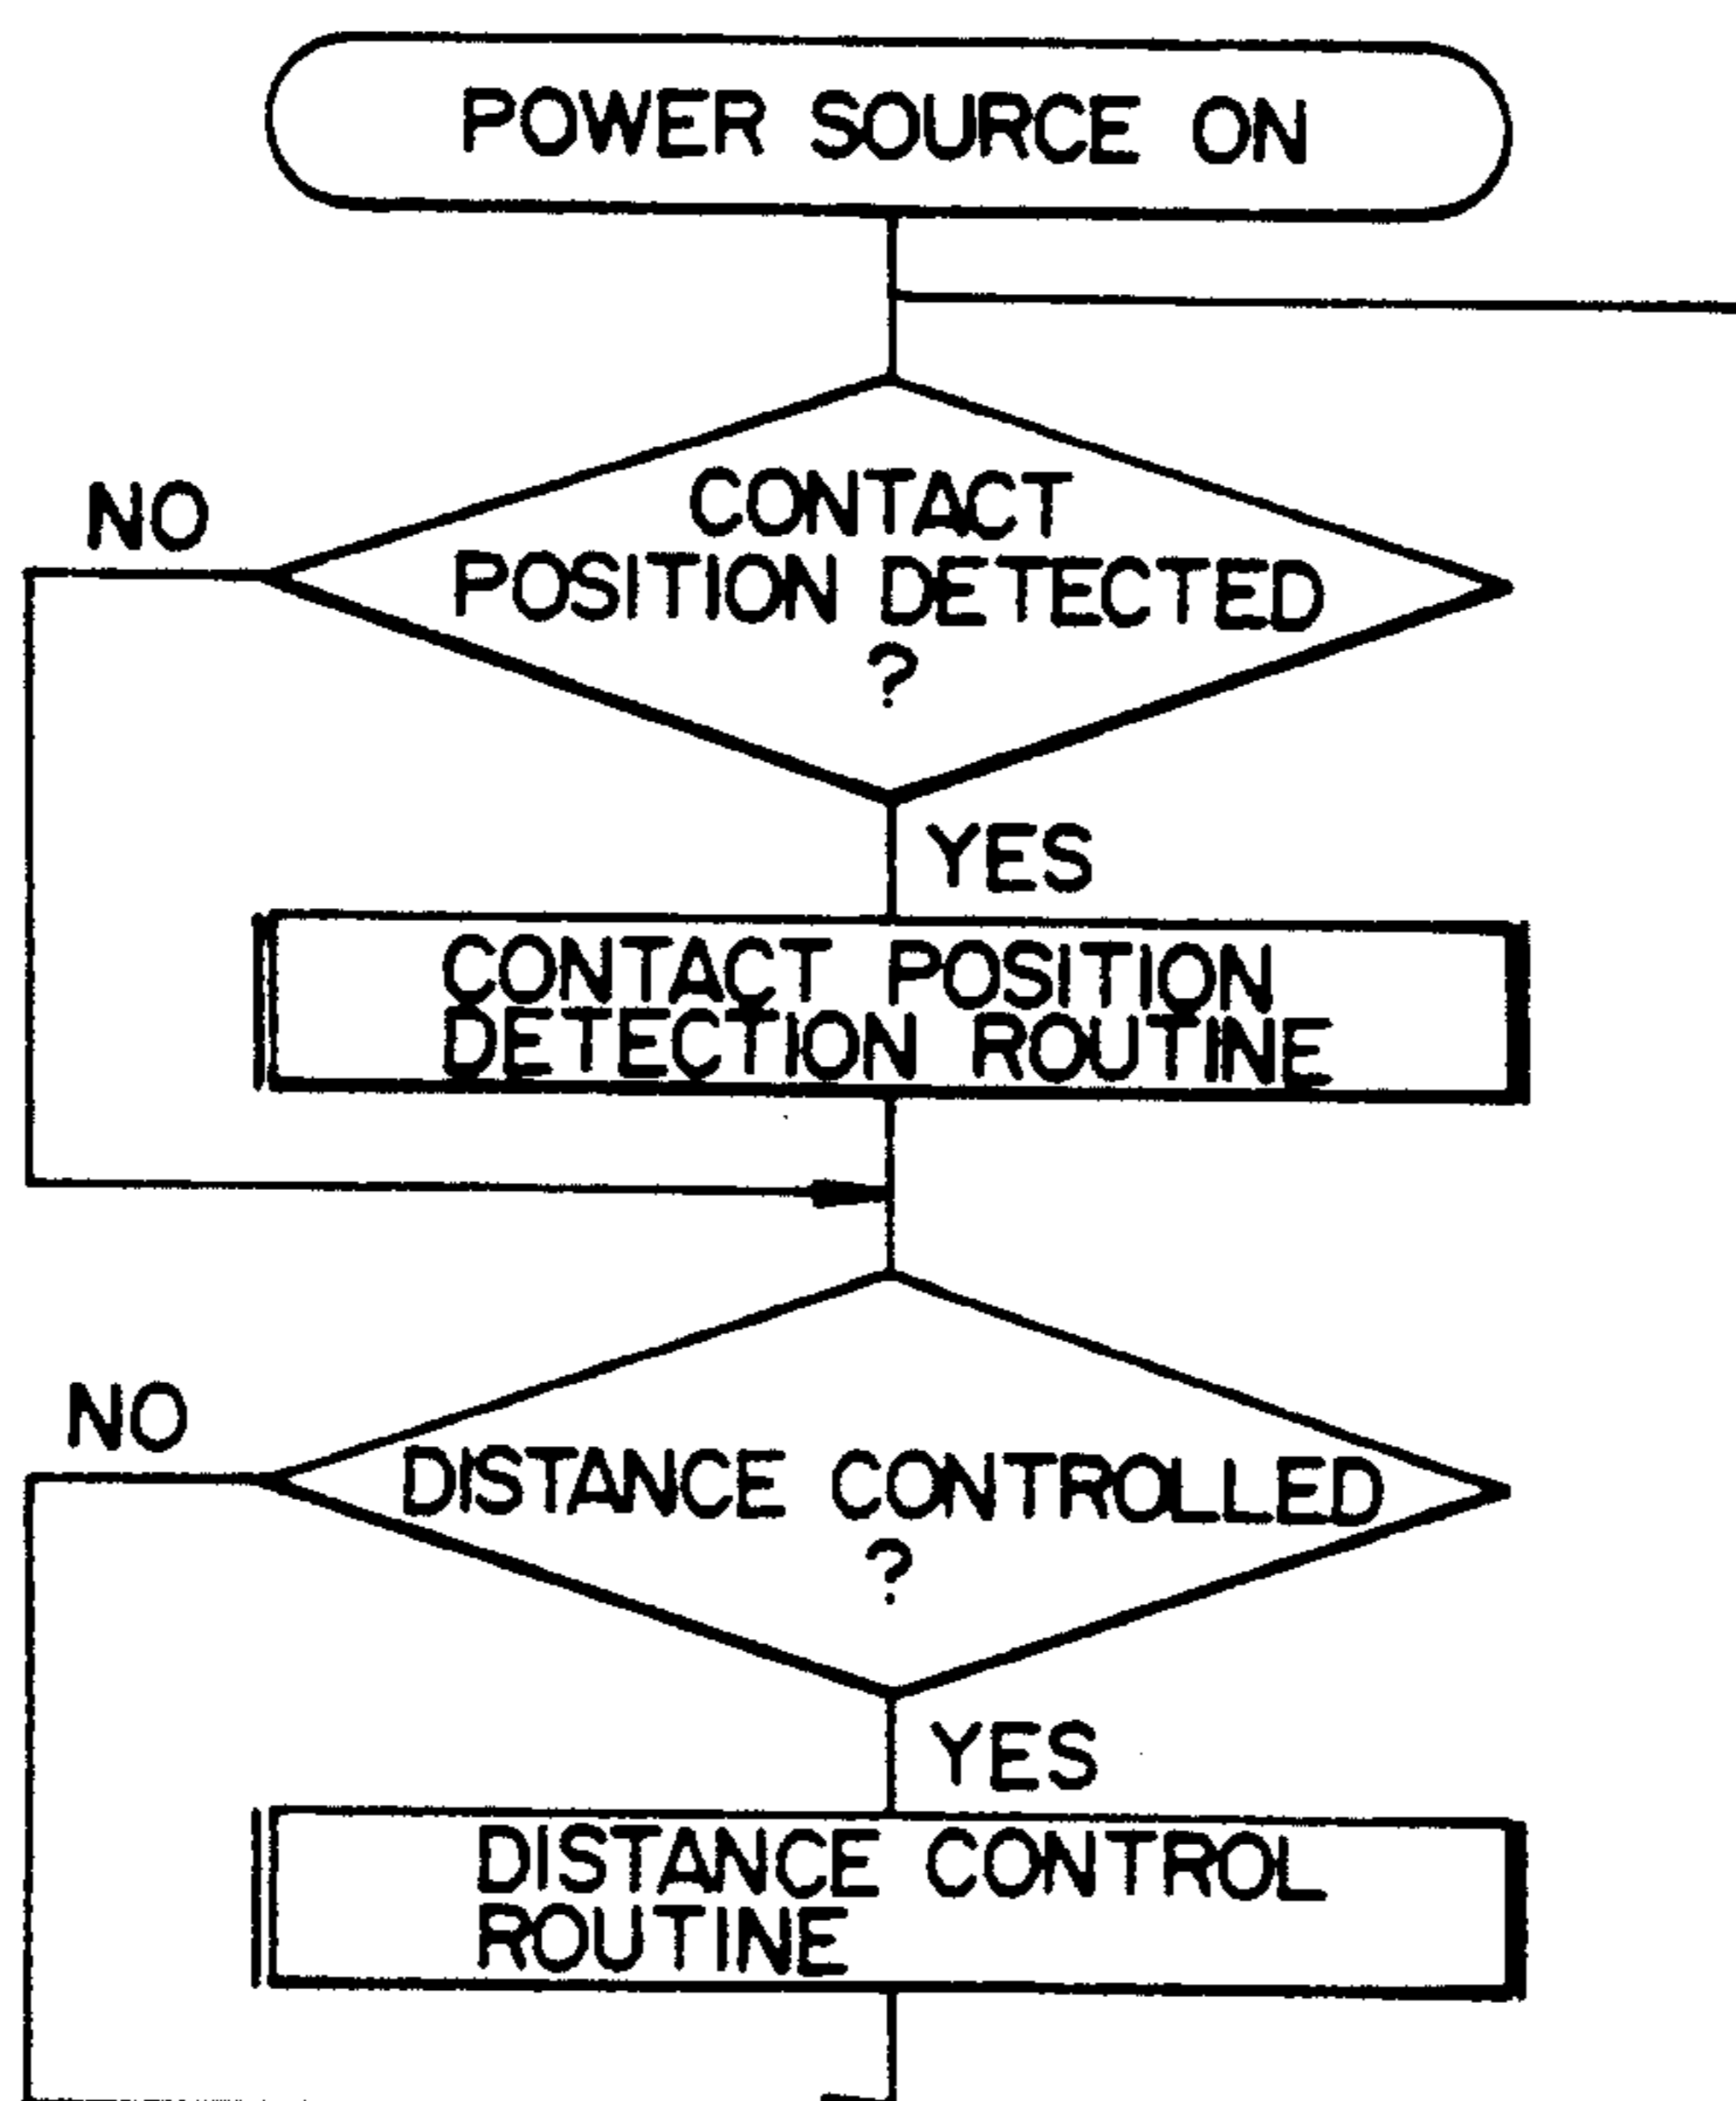 POWER SOURCE ON
NO
CONTACT
POSITION DETECTED
?
YES
CONTACT POSITION
DETECTION ROUTINE
NO
DISTANCE CONTROLLED
?
YES
DISTANCE CONTROL
ROUTINE